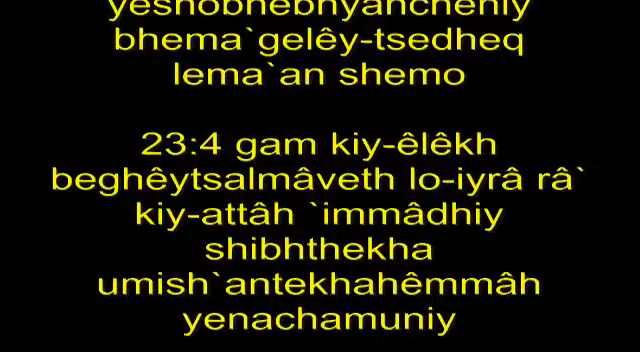 yeshobhebhyanchêniy
bhema`gelêy-tsedheq
lema`an shemo
23:4 gam kiy-êlêkh
beghêytsalmâveth lo-iyrâ râ`
kiy-attâh `immâdhiy
shibhthekha
umish`antekhahêmmâh
yenachamuniy